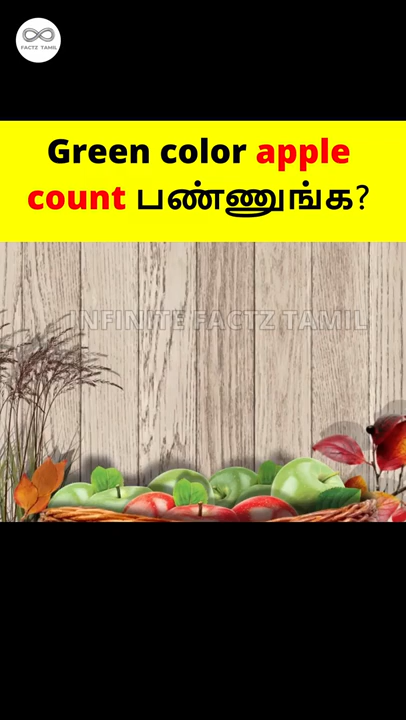 FACTZ TAMIL
Green color apple
count பண்ணுங்க?
INFINITE FACTZ TAMIL